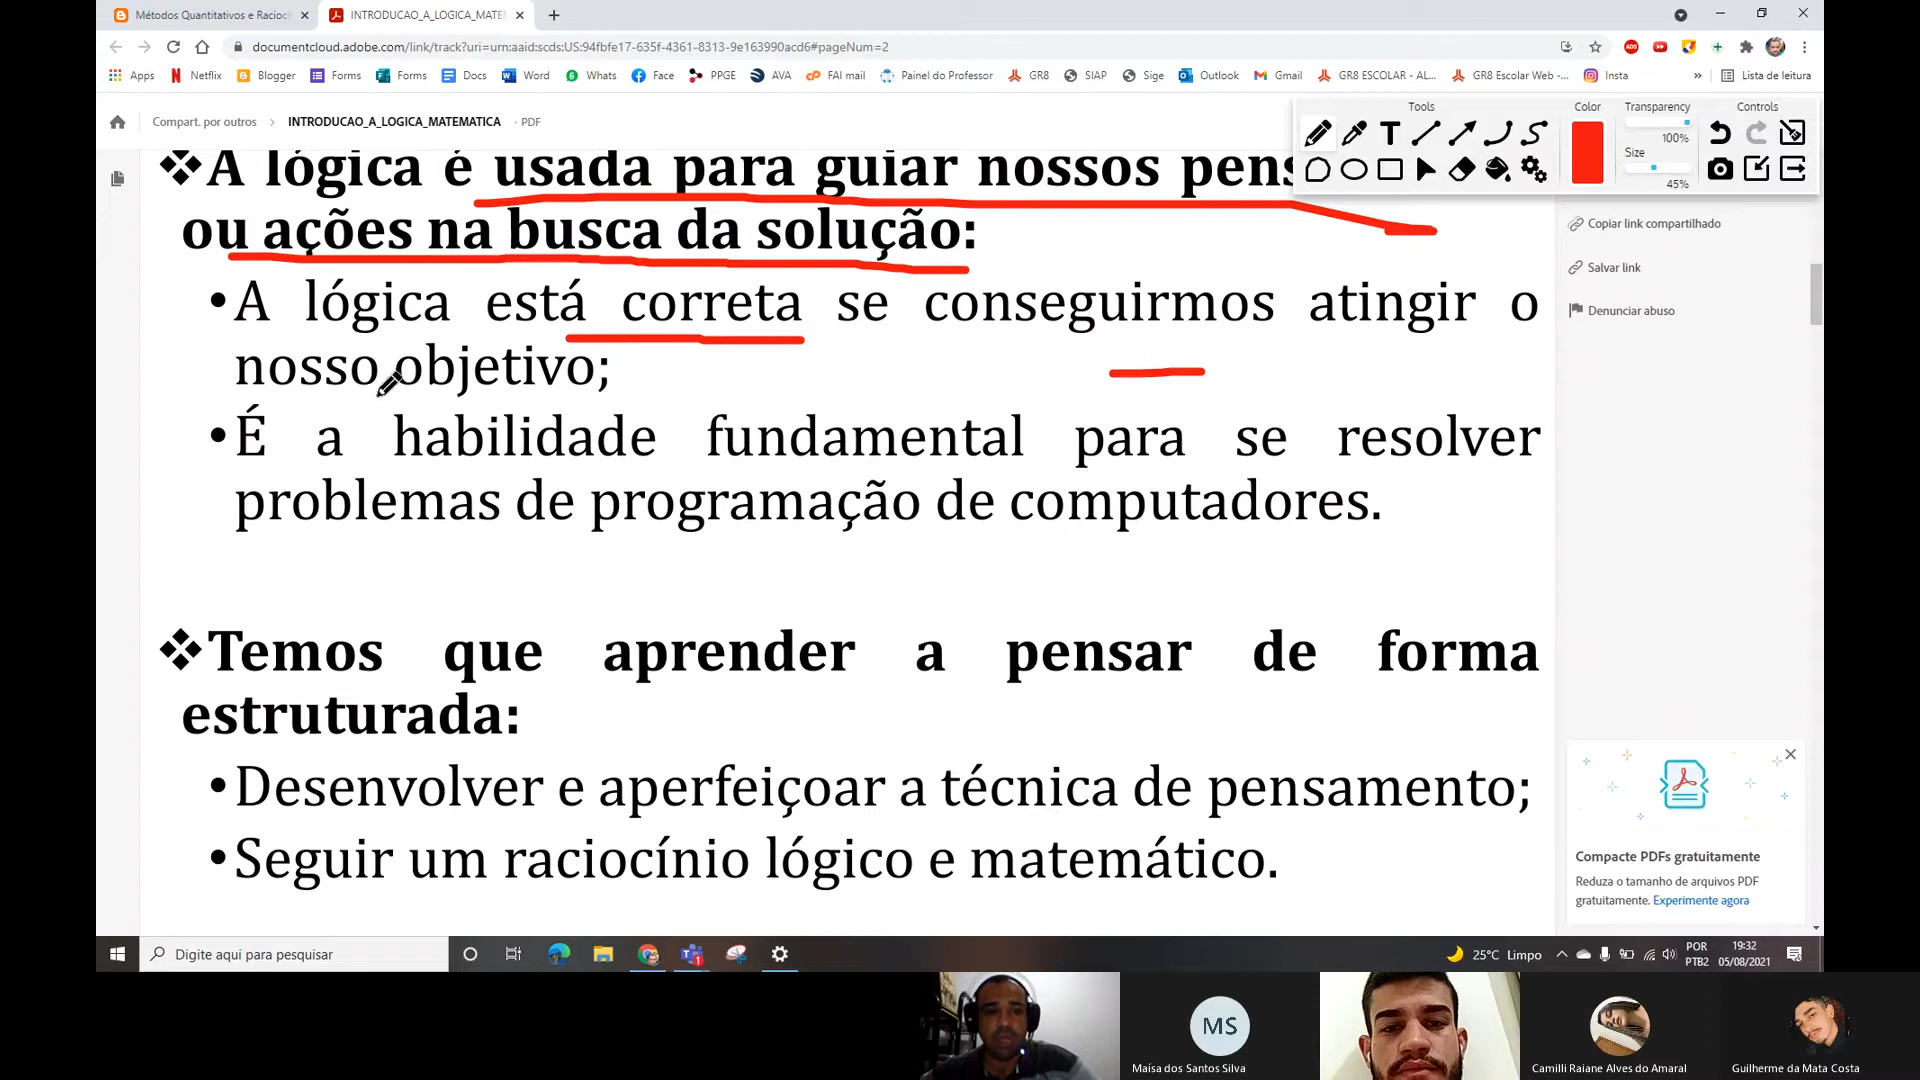 Métodos Quantitativos e Racioci
INTRODUCAO_A_LOGICA_MATEM
documentcloud.adobe.com/link/track?uri=urn:aaid:scds:US:94fbfe17-635f-4361-8313-9e163990acd6#pageNum=2
Apps Netflix Blogger Forms Forms Docs Word Whats Face PPGE AVA FAI mail Painel do Professor GR8 SIAP Sige Outlook Gmail GR8 ESCOLAR - AL... GR8 Escolar Web -... Insta » Lista de leitura
Compart. por outros > INTRODUCAO_A_LOGICA_MATEMATICA · PDF
Tools Color Transparency Controls
100%
Size
45%
❖A lógica é usada para guiar nossos pens
ou ações na busca da solução:
•A lógica está correta se conseguirmos atingir o
nosso objetivo;
•É a habilidade fundamental para se resolver
problemas de programação de computadores.
❖Temos que aprender a pensar de forma
estruturada:
•Desenvolver e aperfeiçoar a técnica de pensamento;
•Seguir um raciocínio lógico e matemático.
Copiar link compartilhado
Salvar link
Denunciar abuso
Compacte PDFs gratuitamente
Reduza o tamanho de arquivos PDF
gratuitamente. Experimente agora
Digite aqui para pesquisar
25°C Limpo
POR
PTB2
19:32
05/08/2021
MS
Maísa dos Santos Silva
Camilli Raiane Alves do Amaral
Guilherme da Mata Costa